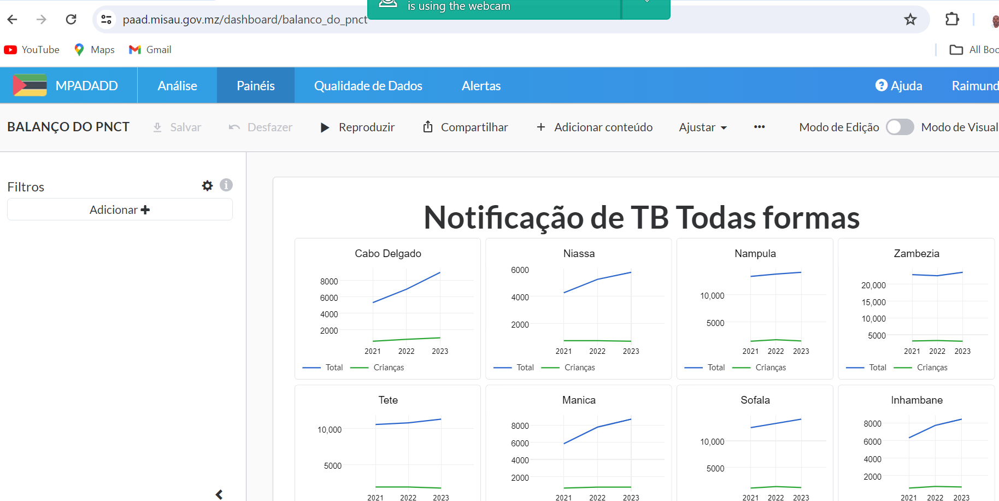 is using the webcam
paad.misau.gov.mz/dashboard/balanco_do_pnct
YouTube Maps Gmail All Boo
MPADADD Análise Painéis Qualidade de Dados Alertas Ajuda Raimund
BALANÇO DO PNCT Salvar Desfazer Reproduzir Compartilhar + Adicionar conteúdo Ajustar ••• Modo de Edição Modo de Visual
Filtros
Adicionar +
Notificação de TB Todas formas
Cabo Delgado
8000
6000
4000
2000
2021 2022 2023
Total Crianças
Niassa
6000
4000
2000
2021 2022 2023
Total Crianças
Nampula
10,000
5000
2021 2022 2023
Total Crianças
Zambezia
20,000
15,000
10,000
5000
2021 2022 2023
Total Crianças
Tete
10,000
5000
2021 2022 2023
Manica
8000
6000
4000
2000
2021 2022 2023
Sofala
10,000
5000
2021 2022 2023
Inhambane
8000
6000
4000
2000
2021 2022 2023